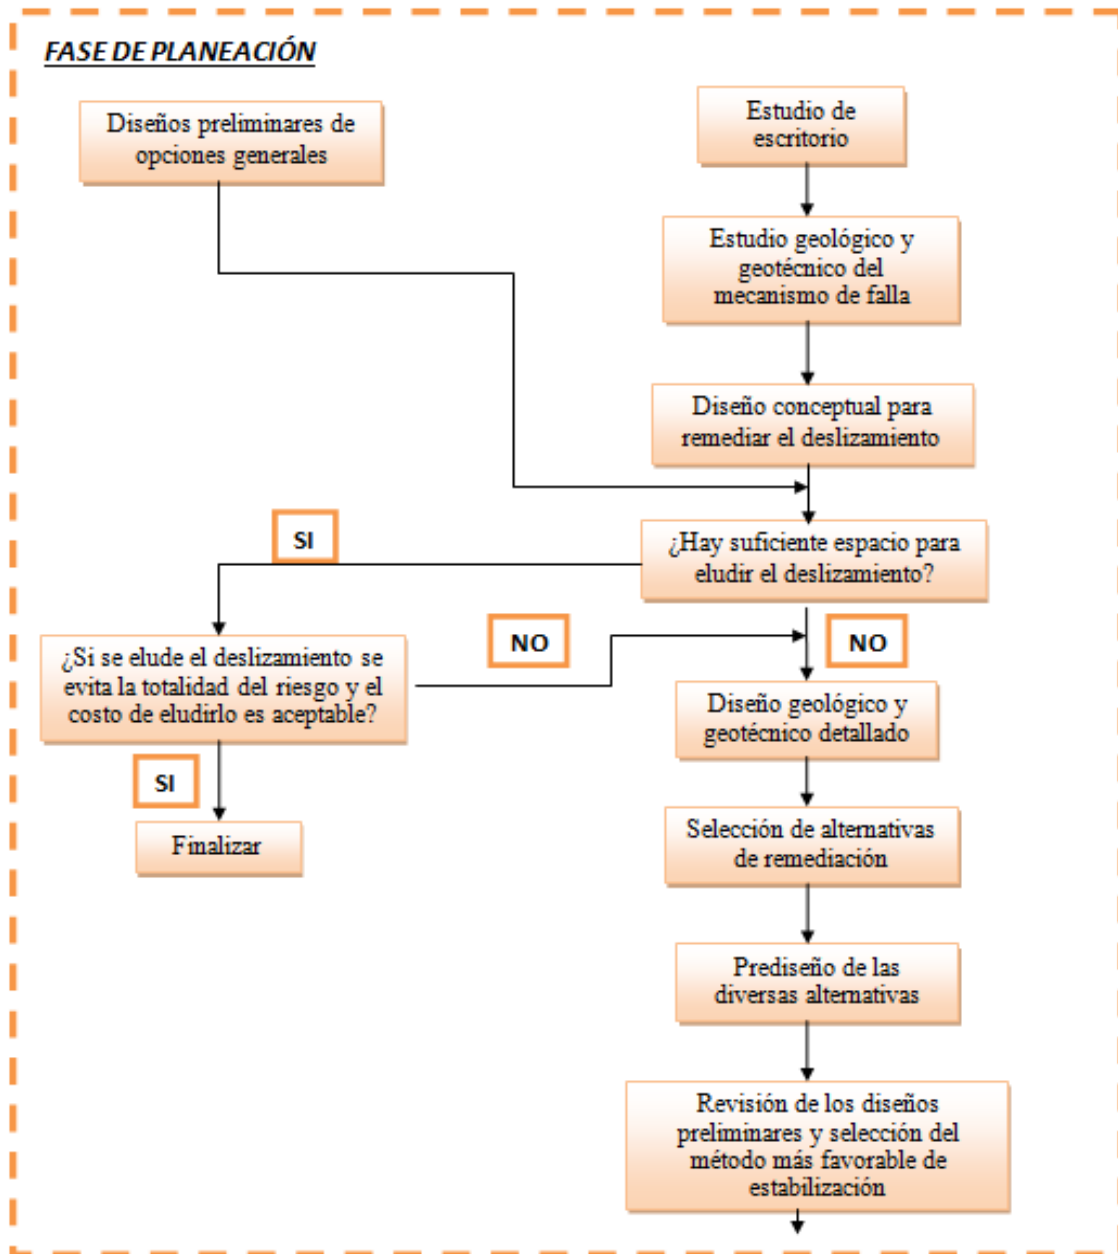 FASE DE PLANEACIÓN
Diseños preliminares de
opciones generales
Estudio de
escritorio
Estudio geológico y
geotécnico del
mecanismo de falla
Diseño conceptual para
remediar el deslizamiento
¿Hay suficiente espacio para
eludir el deslizamiento?
SI
¿Si se elude el deslizamiento se
evita la totalidad del riesgo y el
costo de eludirlo es aceptable?
NO
NO
SI
Finalizar
Diseño geológico y
geotécnico detallado
Selección de alternativas
de remediación
Prediseño de las
diversas alternativas
Revisión de los diseños
preliminares y selección del
método más favorable de
estabilización